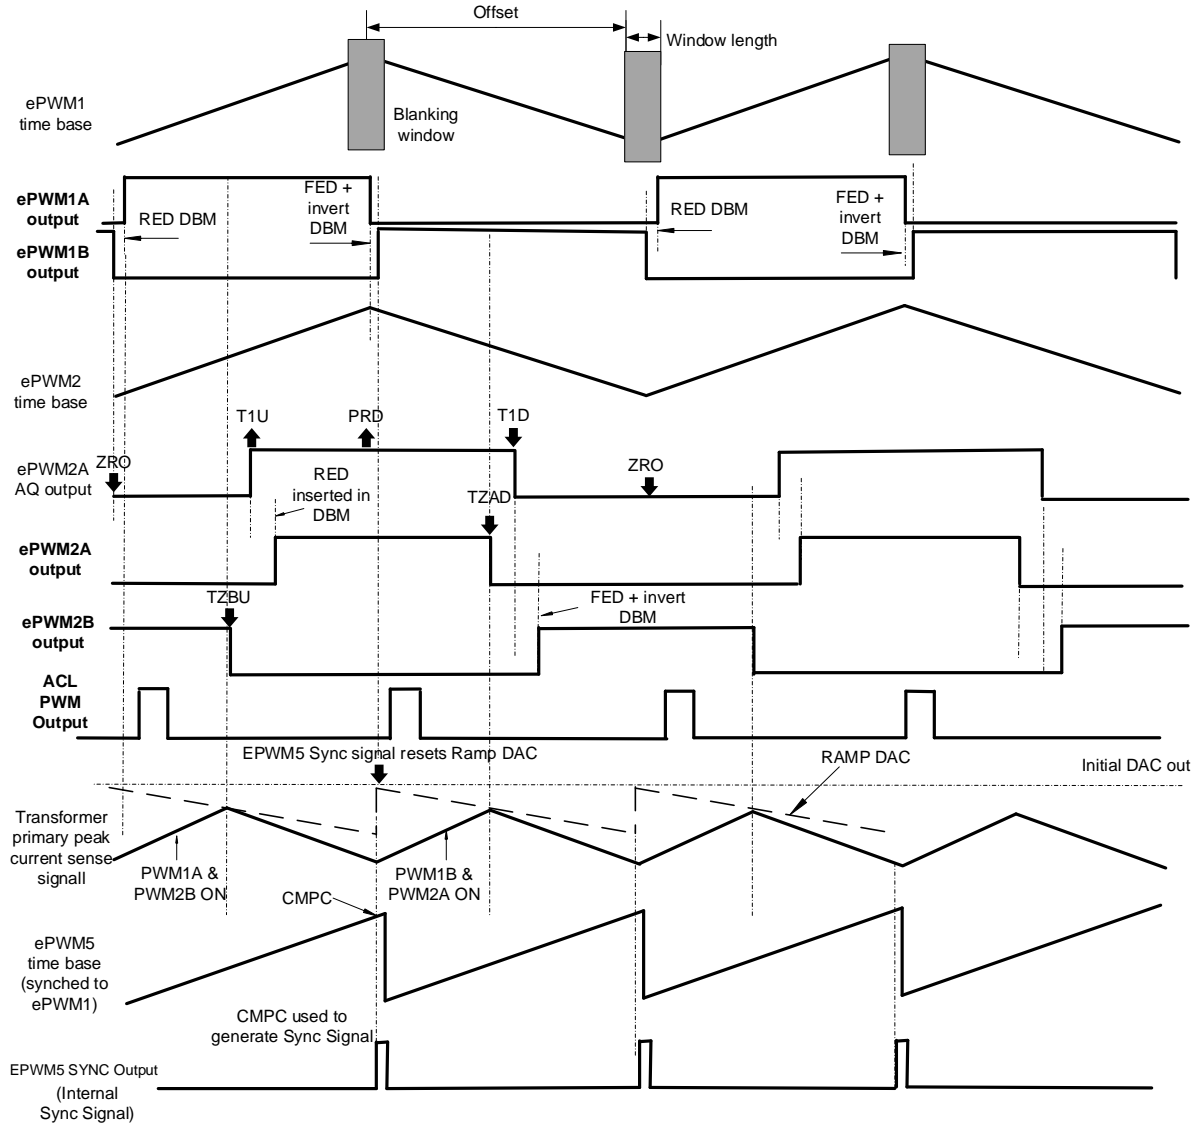 Offset
Window length
ePWM1
time base
Blanking
window
ePWM1A
output
RED DBM
FED +
invert
DBM
RED DBM
FED +
invert
DBM
ePWM1B
output
ePWM2
time base
T1U
PRD
T1D
ZRO
ePWM2A
AQ output
RED
inserted in
DBM
ZRO
TZAD
ePWM2A
output
TZBU
FED + invert
DBM
ePWM2B
output
ACL
PWM
Output
EPWM5 Sync signal resets Ramp DAC
RAMP DAC
Initial DAC out
Transformer
primary peak
current sense
signall
PWM1A &
PWM2B ON
PWM1B &
PWM2A ON
CMPC
ePWM5
time base
(synched to
ePWM1)
CMPC used to
generate Sync Signal
EPWM5 SYNC Output
(Internal
Sync Signal)